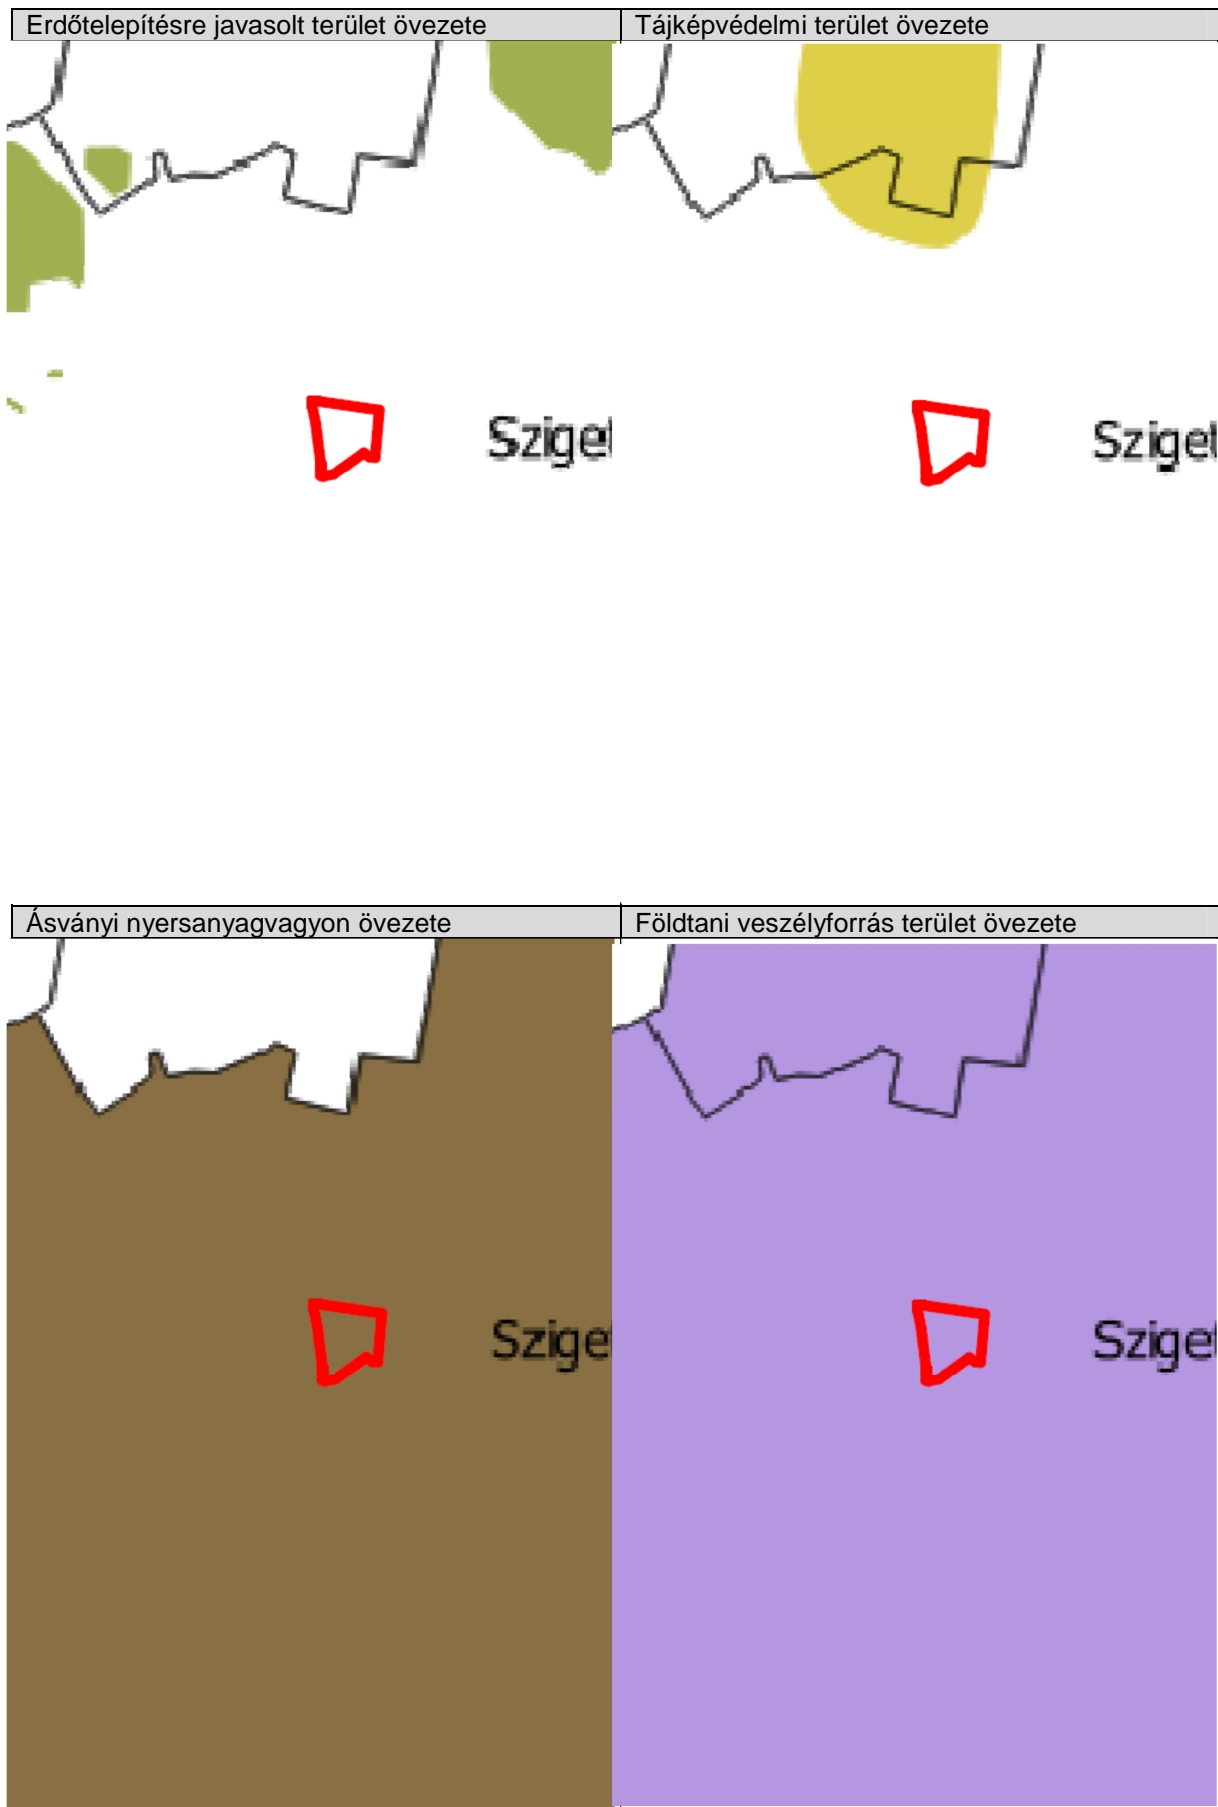 Erdőtelepítésre javasolt terület övezete
Tájképvédelmi terület övezete
Sziget
Sziget
Ásványi nyersanyagvagyon övezete
Földtani veszélyforrás terület övezete
Sziget
Sziget